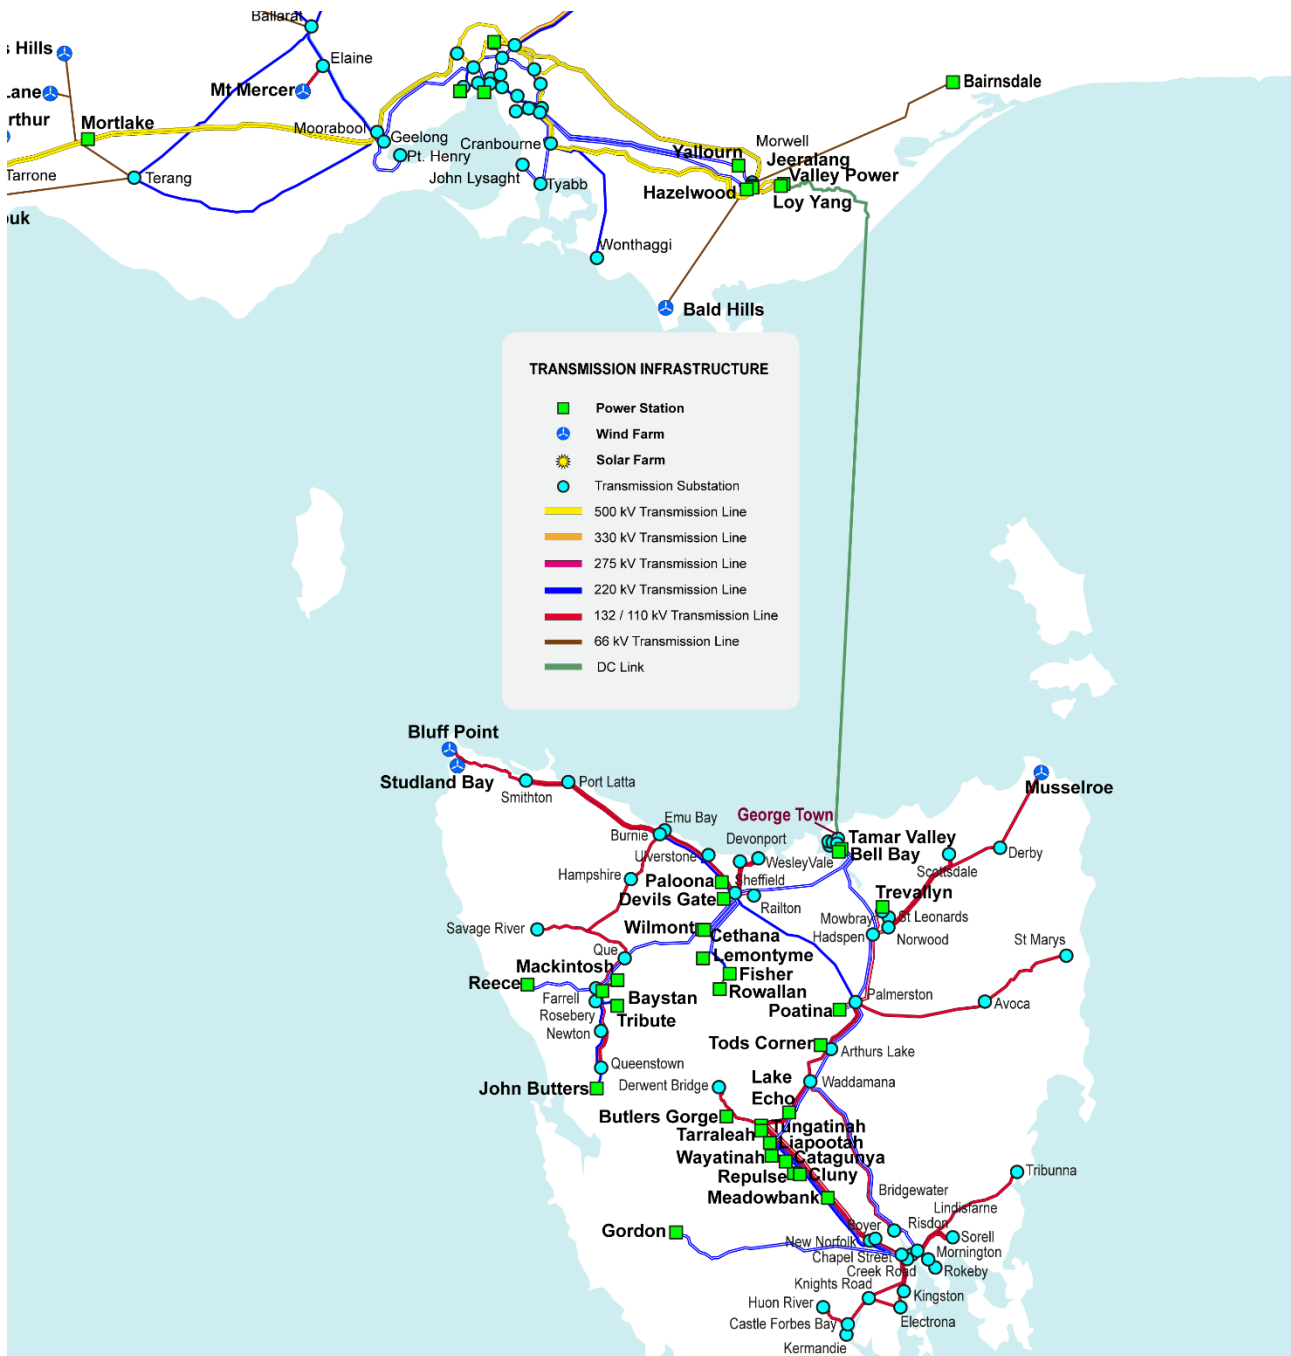 Ballarat
s Hills
Elaine
Bairnsdale
Lane
Mt Mercer
rthur
Mortlake
Moorabool
Geelong
Cranbourne
Morwell
Pt. Henry
Yallourn
Jeeralang
Tarrone
Terang
John Lysaght
Tyabb
Hazelwood
Valley Power
Loy Yang
ouk
Wonthaggi
Bald Hills
TRANSMISSION INFRASTRUCTURE
Power Station
Wind Farm
Solar Farm
Transmission Substation
500 kV Transmission Line
330 kV Transmission Line
275 kV Transmission Line
220 kV Transmission Line
132 / 110 kV Transmission Line
66 kV Transmission Line
DC Link
Bluff Point
Studland Bay
Smithton
Port Latta
Musselroe
George Town
Emu Bay
Burnie
Devonport
Tamar Valley
Ulverstone
WesleyVale
Bell Bay
Derby
Scottsdale
Hampshire
Paloona
Sheffield
Devils Gate
Railton
Trevallyn
Mowbray
St Leonards
Savage River
Wilmont
Cethana
Hadspen
Norwood
St Marys
Que
Lemontyme
Mackintosh
Fisher
Reece
Rowallan
Farrell
Baystan
Palmerston
Avoca
Rosebery
Tribute
Poatina
Newton
Tods Corner
Arthurs Lake
Queenstown
Lake
Echo
Waddamana
John Butters
Derwent Bridge
Butlers Gorge
Tungatinah
Tarraleah
Liapootah
Wayatinah
Catagunya
Repulse
Cluny
Tribunna
Meadowbank
Bridgewater
Lindisfarne
Gordon
Boyer
Risdon
New Norfolk
Sorell
Chapel Street
Mornington
Creek Road
Rokeby
Knights Road
Kingston
Huon River
Electrona
Castle Forbes Bay
Kermandie